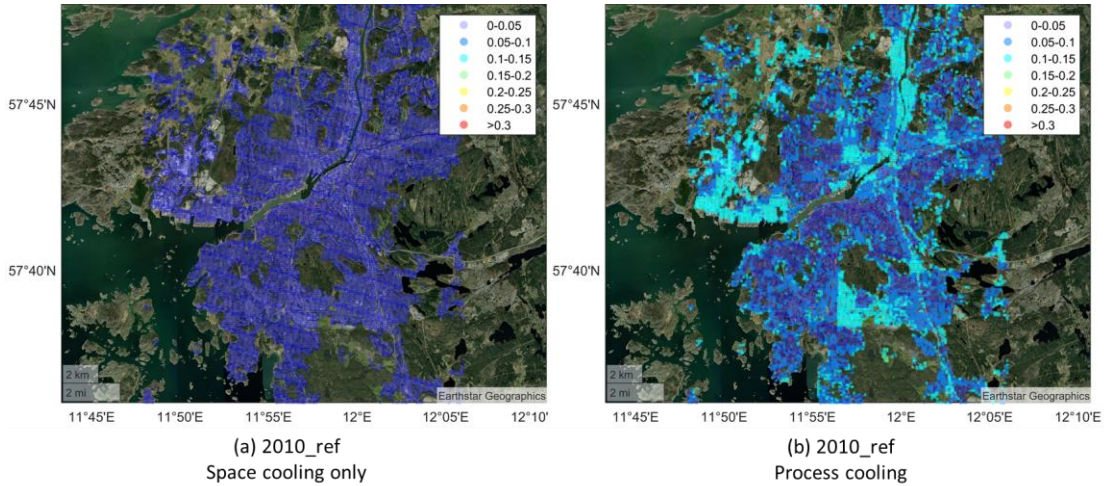 0-0.05
0.05-0.1
0.1-0.15
0.15-0.2
0.2-0.25
0.25-0.3
>0.3
57°45'N
57°40'N
2 km
2 mi
Earthstar Geographics
11°45'E 11°50'E 11°55'E 12°E 12°05'E 12°10'E
(a) 2010_ref
Space cooling only
0-0.05
0.05-0.1
0.1-0.15
0.15-0.2
0.2-0.25
0.25-0.3
>0.3
57°45'N
57°40'N
2 km
2 mi
Earthstar Geographics
11°45'E 11°50'E 11°55'E 12°E 12°05'E 12°10'E
(b) 2010_ref
Process cooling